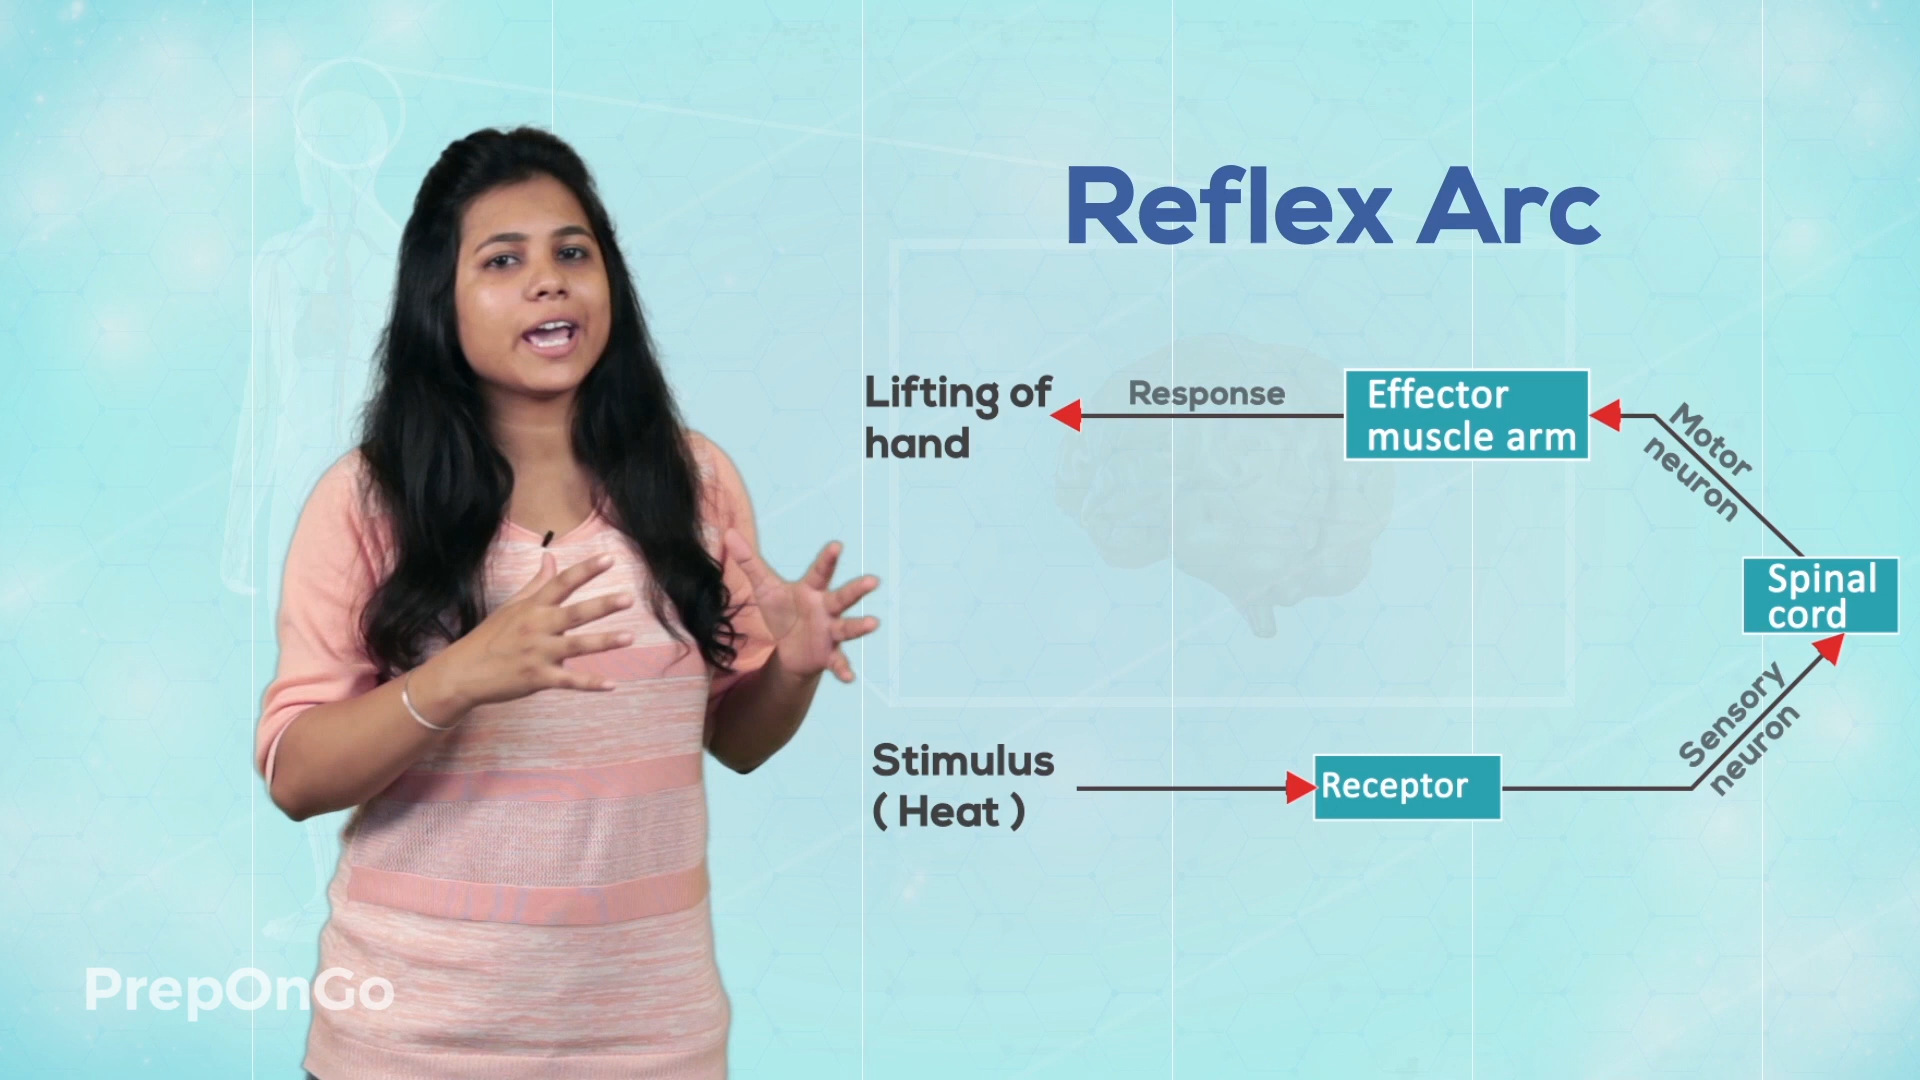 Reflex Arc
Lifting of
hand
Response
Effector
muscle arm
Motor
neuron
Spinal
cord
Sensory
neuron
Stimulus
( Heat )
Receptor
PrepOnGo